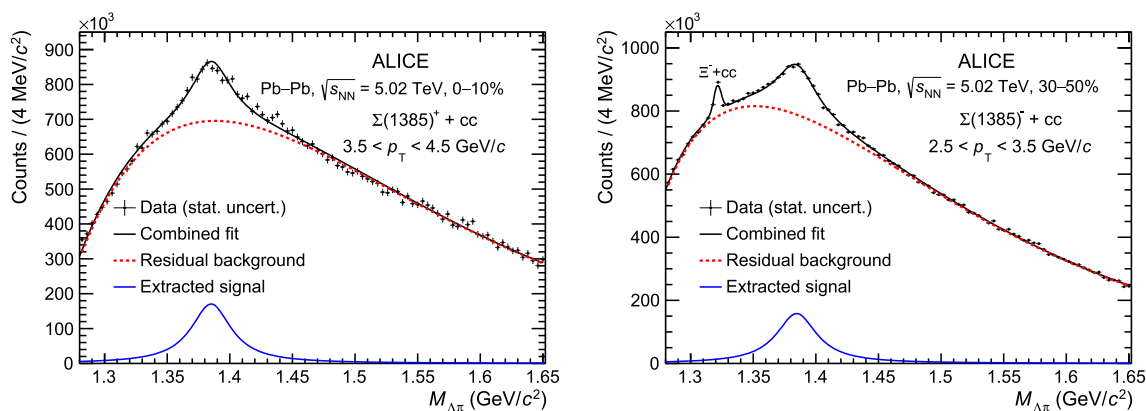 ×10³
Counts / (4 MeV/c²)
900
800
700
600
500
400
300
200
100
0
ALICE
Pb–Pb, √sNN = 5.02 TeV, 0–10%
Σ(1385)⁺ + cc
3.5 < pT < 4.5 GeV/c
Data (stat. uncert.)
Combined fit
Residual background
Extracted signal
1.3 1.35 1.4 1.45 1.5 1.55 1.6 1.65
MΛπ (GeV/c²)
×10³
Counts / (4 MeV/c²)
1000
800
600
400
200
0
Ξ⁻+cc
ALICE
Pb–Pb, √sNN = 5.02 TeV, 30–50%
Σ(1385)⁻ + cc
2.5 < pT < 3.5 GeV/c
Data (stat. uncert.)
Combined fit
Residual background
Extracted signal
1.3 1.35 1.4 1.45 1.5 1.55 1.6 1.65
MΛπ (GeV/c²)